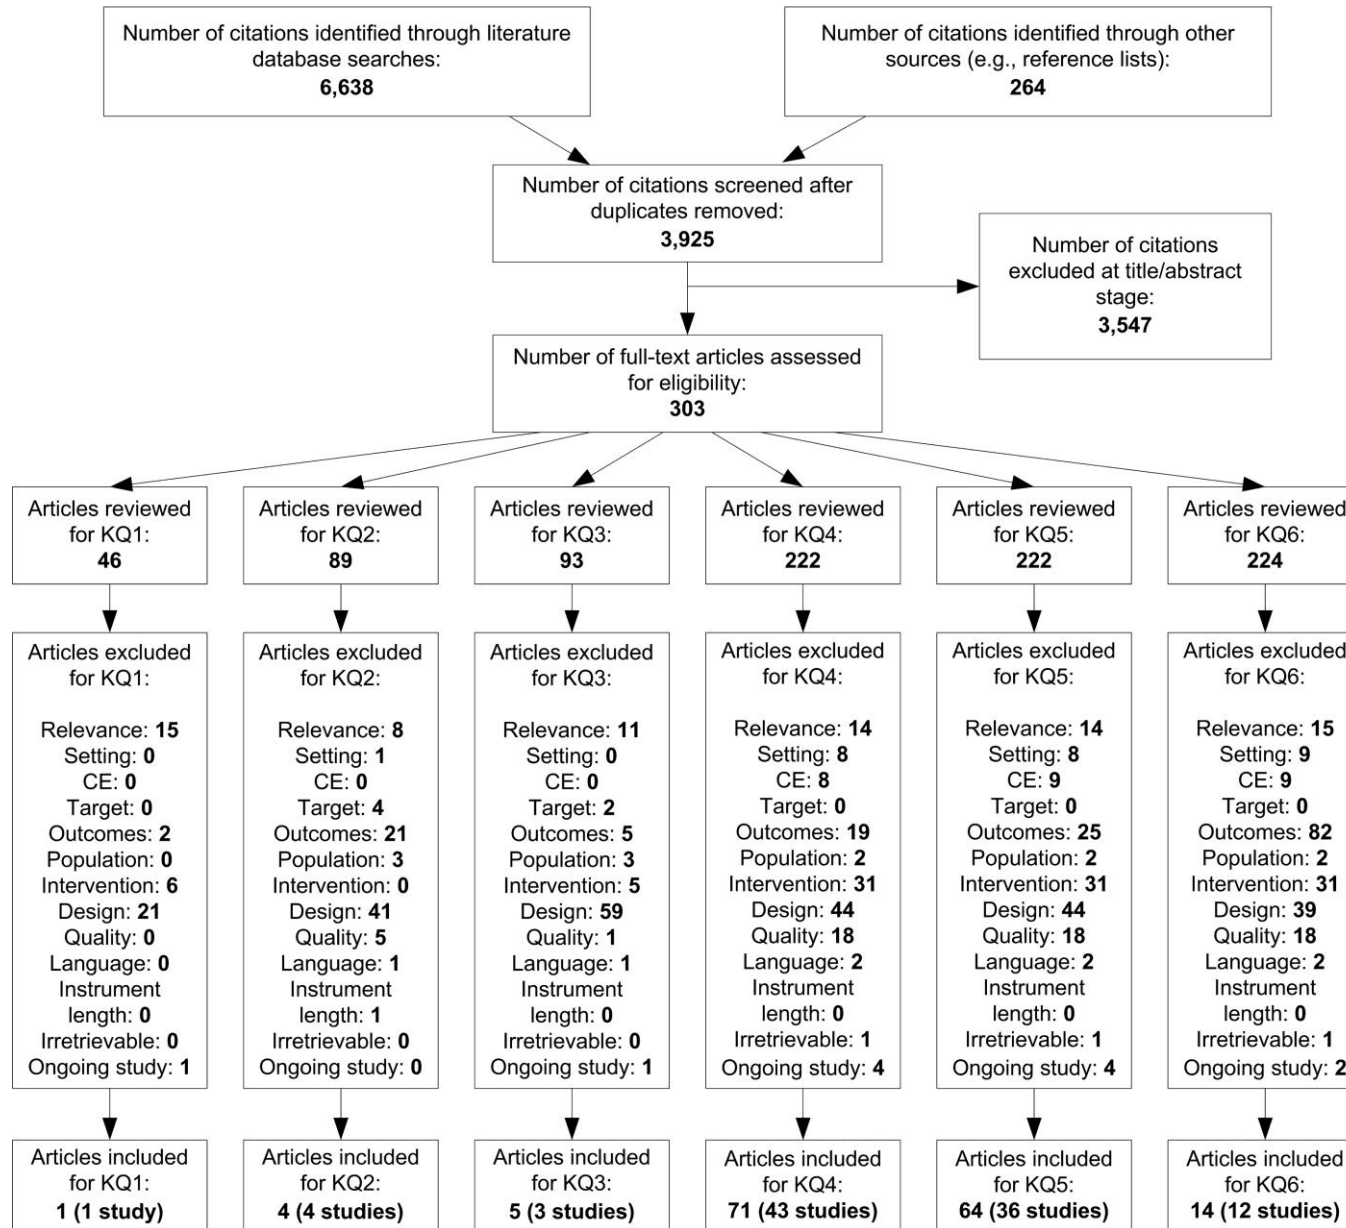 Number of citations identified through literature
database searches:
6,638
Number of citations identified through other
sources (e.g., reference lists):
264
Number of citations screened after
duplicates removed:
3,925
Number of citations
excluded at title/abstract
stage:
3,547
Number of full-text articles assessed
for eligibility:
303
Articles reviewed
for KQ1:
46
Articles reviewed
for KQ2:
89
Articles reviewed
for KQ3:
93
Articles reviewed
for KQ4:
222
Articles reviewed
for KQ5:
222
Articles reviewed
for KQ6:
224
Articles excluded
for KQ1:
Relevance: 15
Setting: 0
CE: 0
Target: 0
Outcomes: 2
Population: 0
Intervention: 6
Design: 21
Quality: 0
Language: 0
Instrument
length: 0
Irretrievable: 0
Ongoing study: 1
Articles excluded
for KQ2:
Relevance: 8
Setting: 1
CE: 0
Target: 4
Outcomes: 21
Population: 3
Intervention: 0
Design: 41
Quality: 5
Language: 1
Instrument
length: 1
Irretrievable: 0
Ongoing study: 0
Articles excluded
for KQ3:
Relevance: 11
Setting: 0
CE: 0
Target: 2
Outcomes: 5
Population: 3
Intervention: 5
Design: 59
Quality: 1
Language: 1
Instrument
length: 0
Irretrievable: 0
Ongoing study: 1
Articles excluded
for KQ4:
Relevance: 14
Setting: 8
CE: 8
Target: 0
Outcomes: 19
Population: 2
Intervention: 31
Design: 44
Quality: 18
Language: 2
Instrument
length: 0
Irretrievable: 1
Ongoing study: 4
Articles excluded
for KQ5:
Relevance: 14
Setting: 8
CE: 9
Target: 0
Outcomes: 25
Population: 2
Intervention: 31
Design: 44
Quality: 18
Language: 2
Instrument
length: 0
Irretrievable: 1
Ongoing study: 4
Articles excluded
for KQ6:
Relevance: 15
Setting: 9
CE: 9
Target: 0
Outcomes: 82
Population: 2
Intervention: 31
Design: 39
Quality: 18
Language: 2
Instrument
length: 0
Irretrievable: 1
Ongoing study: 2
Articles included
for KQ1:
1 (1 study)
Articles included
for KQ2:
4 (4 studies)
Articles included
for KQ3:
5 (3 studies)
Articles included
for KQ4:
71 (43 studies)
Articles included
for KQ5:
64 (36 studies)
Articles included
for KQ6:
14 (12 studies)